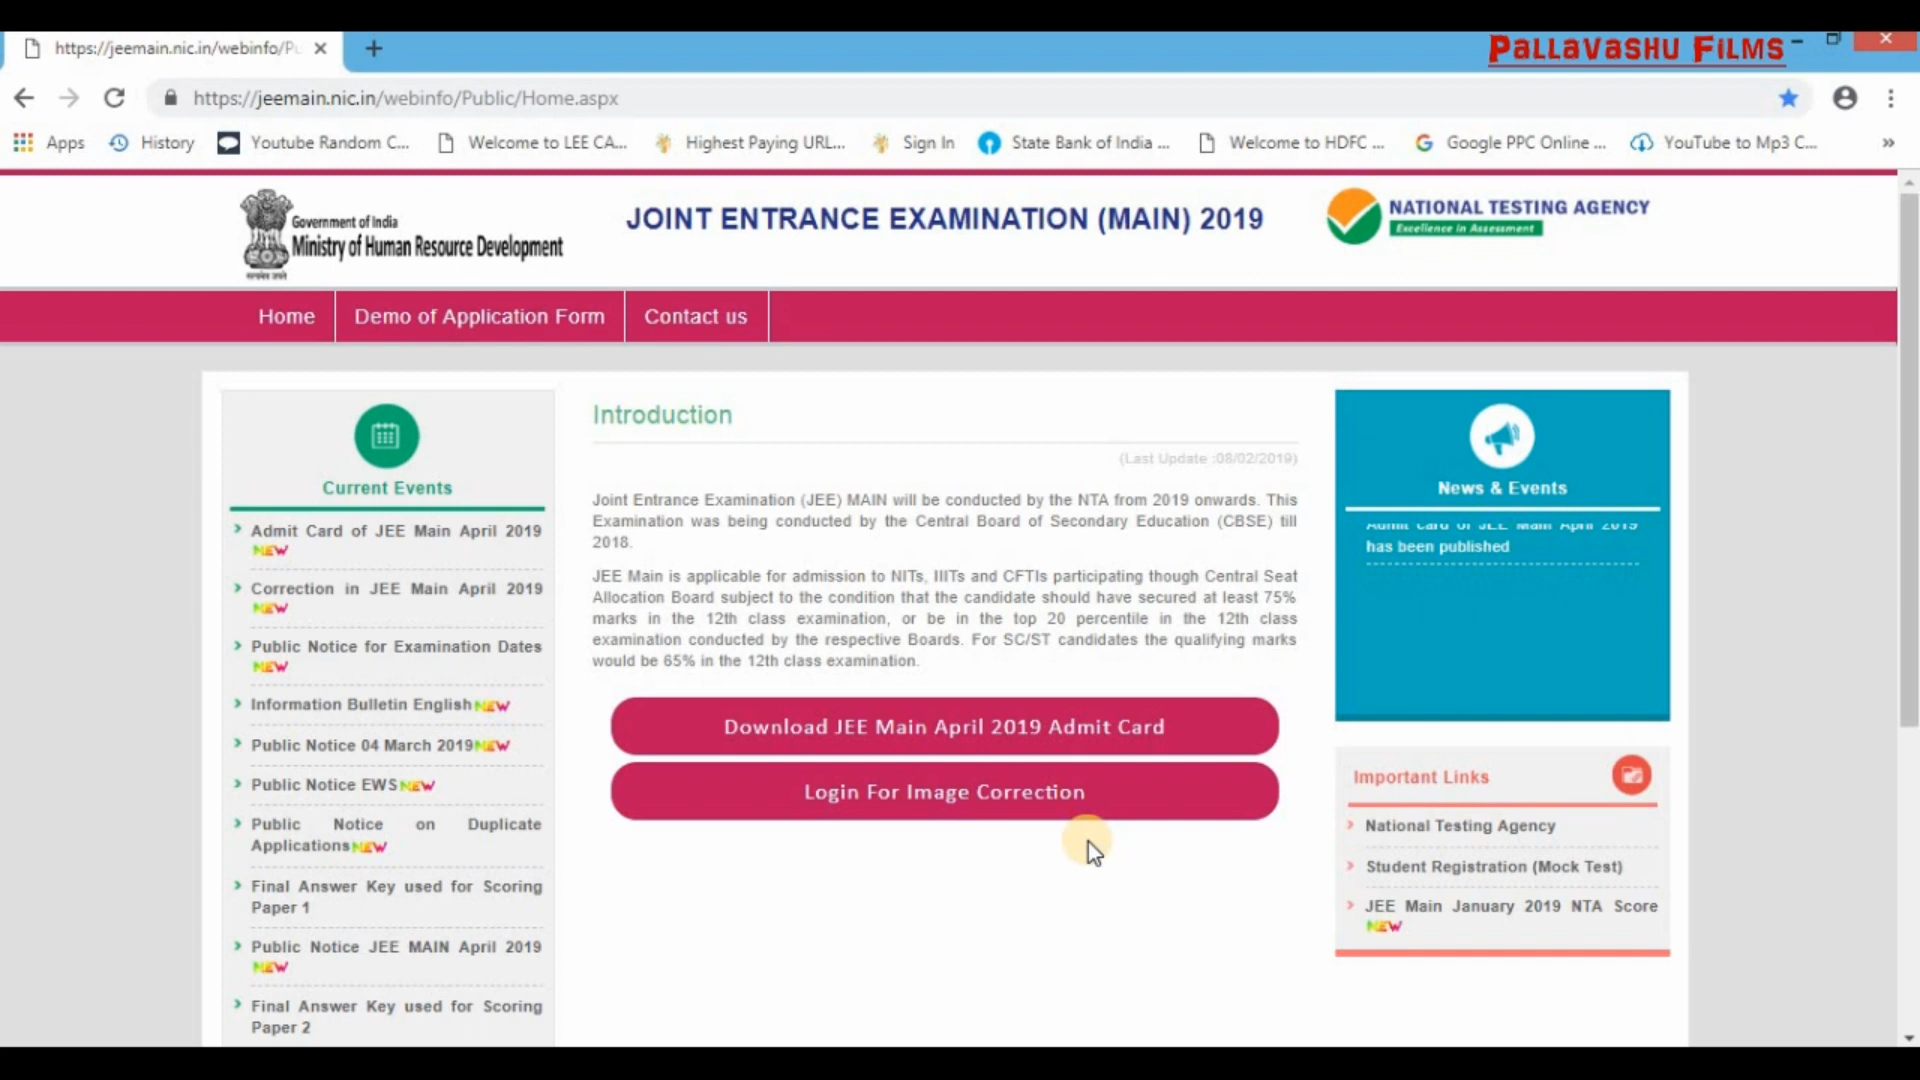 https://jeemain.nic.in/webinfo/Pu
PALLAVASHU FILMS
https://jeemain.nic.in/webinfo/Public/Home.aspx
Apps History Youtube Random C... Welcome to LEE CA... Highest Paying URL... Sign In State Bank of India ... Welcome to HDFC ... Google PPC Online ... YouTube to Mp3 C... »
Government of India
Ministry of Human Resource Development
सत्यमेव जयते
JOINT ENTRANCE EXAMINATION (MAIN) 2019
NATIONAL TESTING AGENCY
Excellence in Assessment
Home Demo of Application Form Contact us
Current Events
Admit Card of JEE Main April 2019
NEW
Correction in JEE Main April 2019
NEW
Public Notice for Examination Dates
NEW
Information Bulletin English NEW
Public Notice 04 March 2019 NEW
Public Notice EWS NEW
Public Notice on Duplicate
Applications NEW
Final Answer Key used for Scoring
Paper 1
Public Notice JEE MAIN April 2019
NEW
Final Answer Key used for Scoring
Paper 2
Introduction
(Last Update :08/02/2019)
Joint Entrance Examination (JEE) MAIN will be conducted by the NTA from 2019 onwards. This
Examination was being conducted by the Central Board of Secondary Education (CBSE) till
2018.
JEE Main is applicable for admission to NITs, IIITs and CFTIs participating though Central Seat
Allocation Board subject to the condition that the candidate should have secured at least 75%
marks in the 12th class examination, or be in the top 20 percentile in the 12th class
examination conducted by the respective Boards. For SC/ST candidates the qualifying marks
would be 65% in the 12th class examination.
Download JEE Main April 2019 Admit Card
Login For Image Correction
News & Events
Admit Card of JEE Main April 2019
has been published
Important Links
National Testing Agency
Student Registration (Mock Test)
JEE Main January 2019 NTA Score
NEW